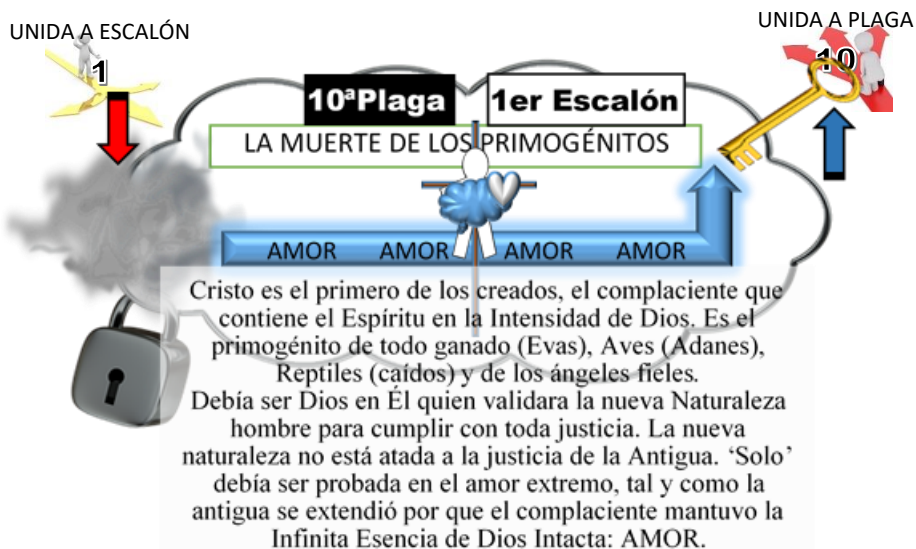 UNIDA A ESCALÓN
1
UNIDA A PLAGA
10
10ªPlaga
1er Escalón
LA MUERTE DE LOS PRIMOGÉNITOS
AMOR AMOR AMOR AMOR
Cristo es el primero de los creados, el complaciente que
contiene el Espíritu en la Intensidad de Dios. Es el
primogénito de todo ganado (Evas), Aves (Adanes),
Reptiles (caídos) y de los ángeles fieles.
Debía ser Dios en Él quien validara la nueva Naturaleza
hombre para cumplir con toda justicia. La nueva
naturaleza no está atada a la justicia de la Antigua. ‘Solo’
debía ser probada en el amor extremo, tal y como la
antigua se extendió por que el complaciente mantuvo la
Infinita Esencia de Dios Intacta: AMOR.